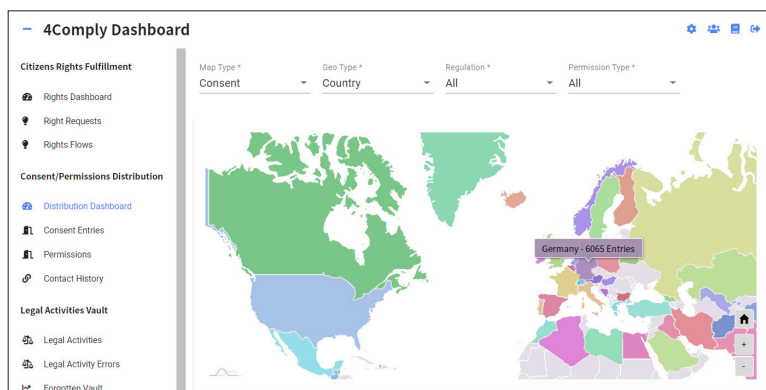 4Comply Dashboard
Citizens Rights Fulfillment
Rights Dashboard
Right Requests
Rights Flows
Consent/Permissions Distribution
Distribution Dashboard
Consent Entries
Permissions
Contact History
Legal Activities Vault
Legal Activities
Legal Activity Errors
Forgotten Vault
Map Type *
Consent
Geo Type *
Country
Regulation *
All
Permission Type *
All
Germany - 6065 Entries
+
-